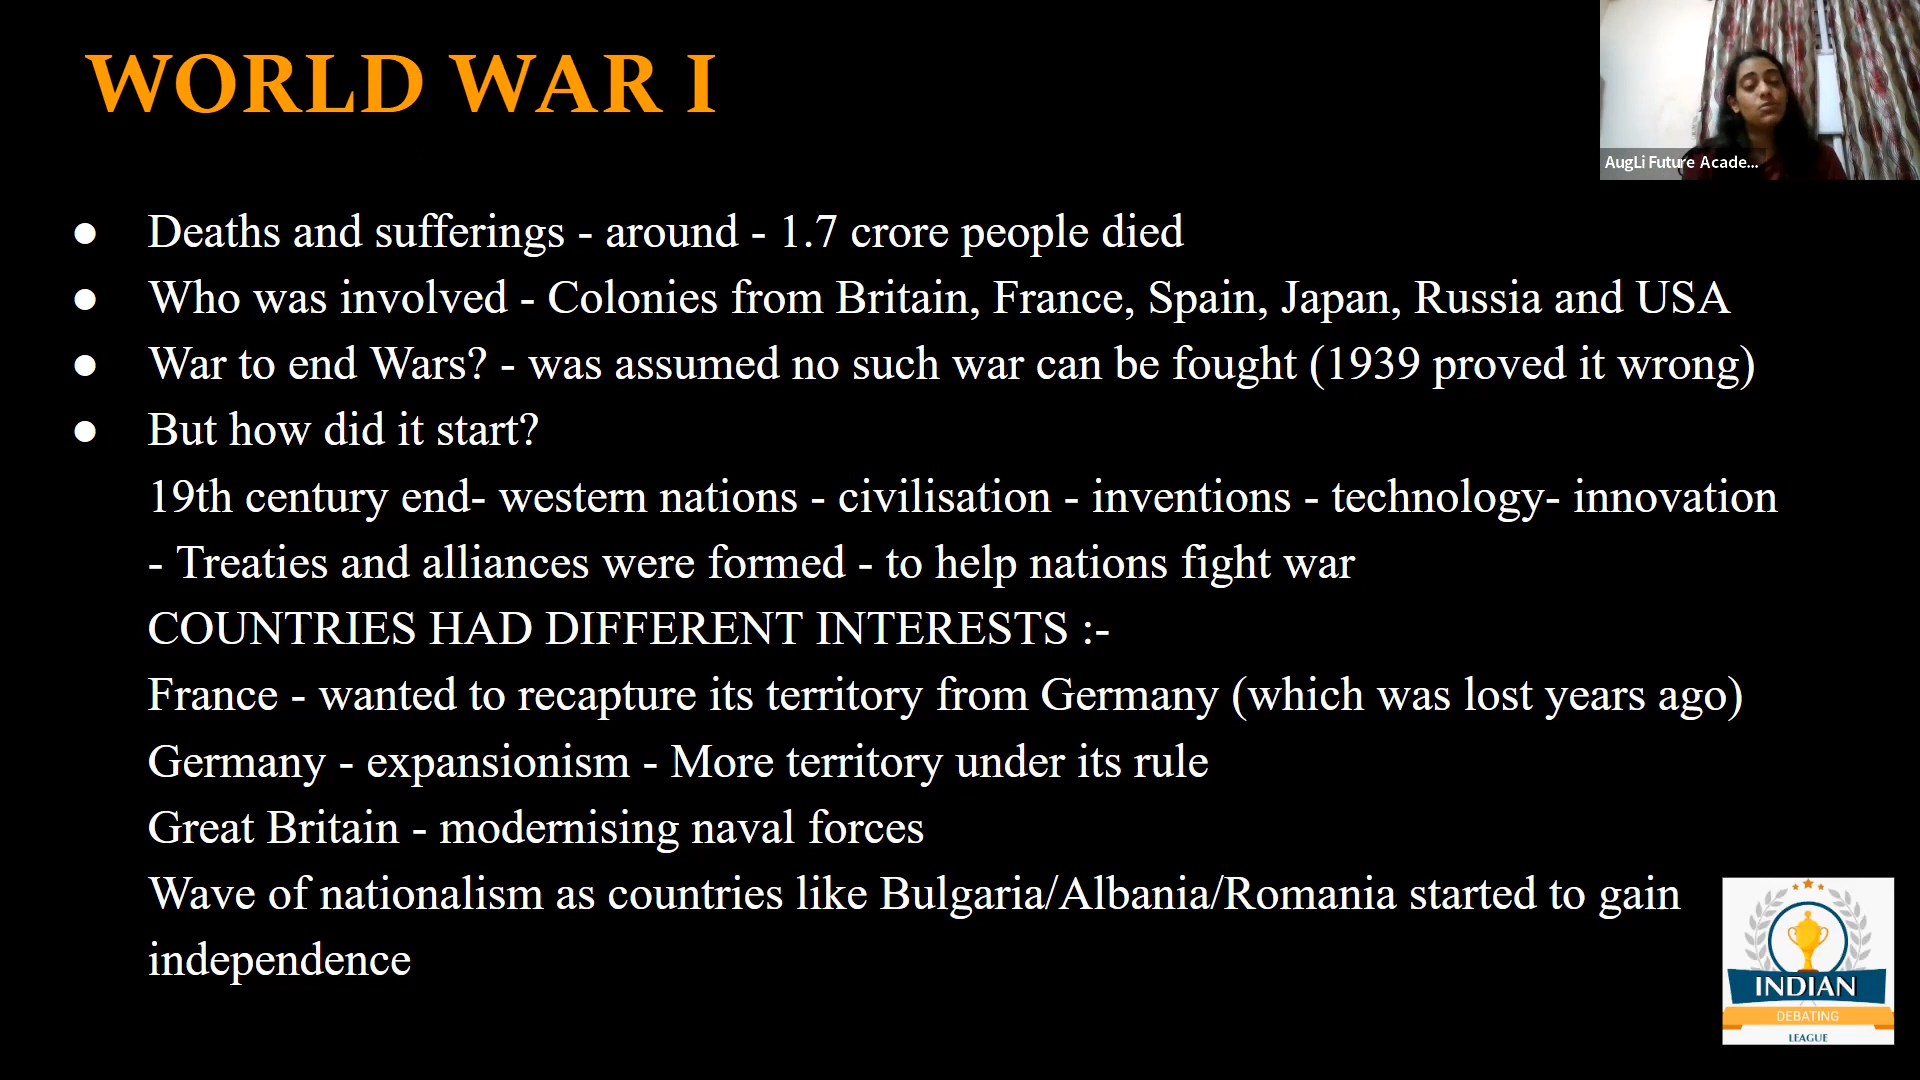 WORLD WAR I
AugLi Future Acade...
● Deaths and sufferings - around - 1.7 crore people died
● Who was involved - Colonies from Britain, France, Spain, Japan, Russia and USA
● War to end Wars? - was assumed no such war can be fought (1939 proved it wrong)
● But how did it start?
19th century end- western nations - civilisation - inventions - technology- innovation
- Treaties and alliances were formed - to help nations fight war
COUNTRIES HAD DIFFERENT INTERESTS :-
France - wanted to recapture its territory from Germany (which was lost years ago)
Germany - expansionism - More territory under its rule
Great Britain - modernising naval forces
Wave of nationalism as countries like Bulgaria/Albania/Romania started to gain
independence
INDIAN
DEBATING
LEAGUE